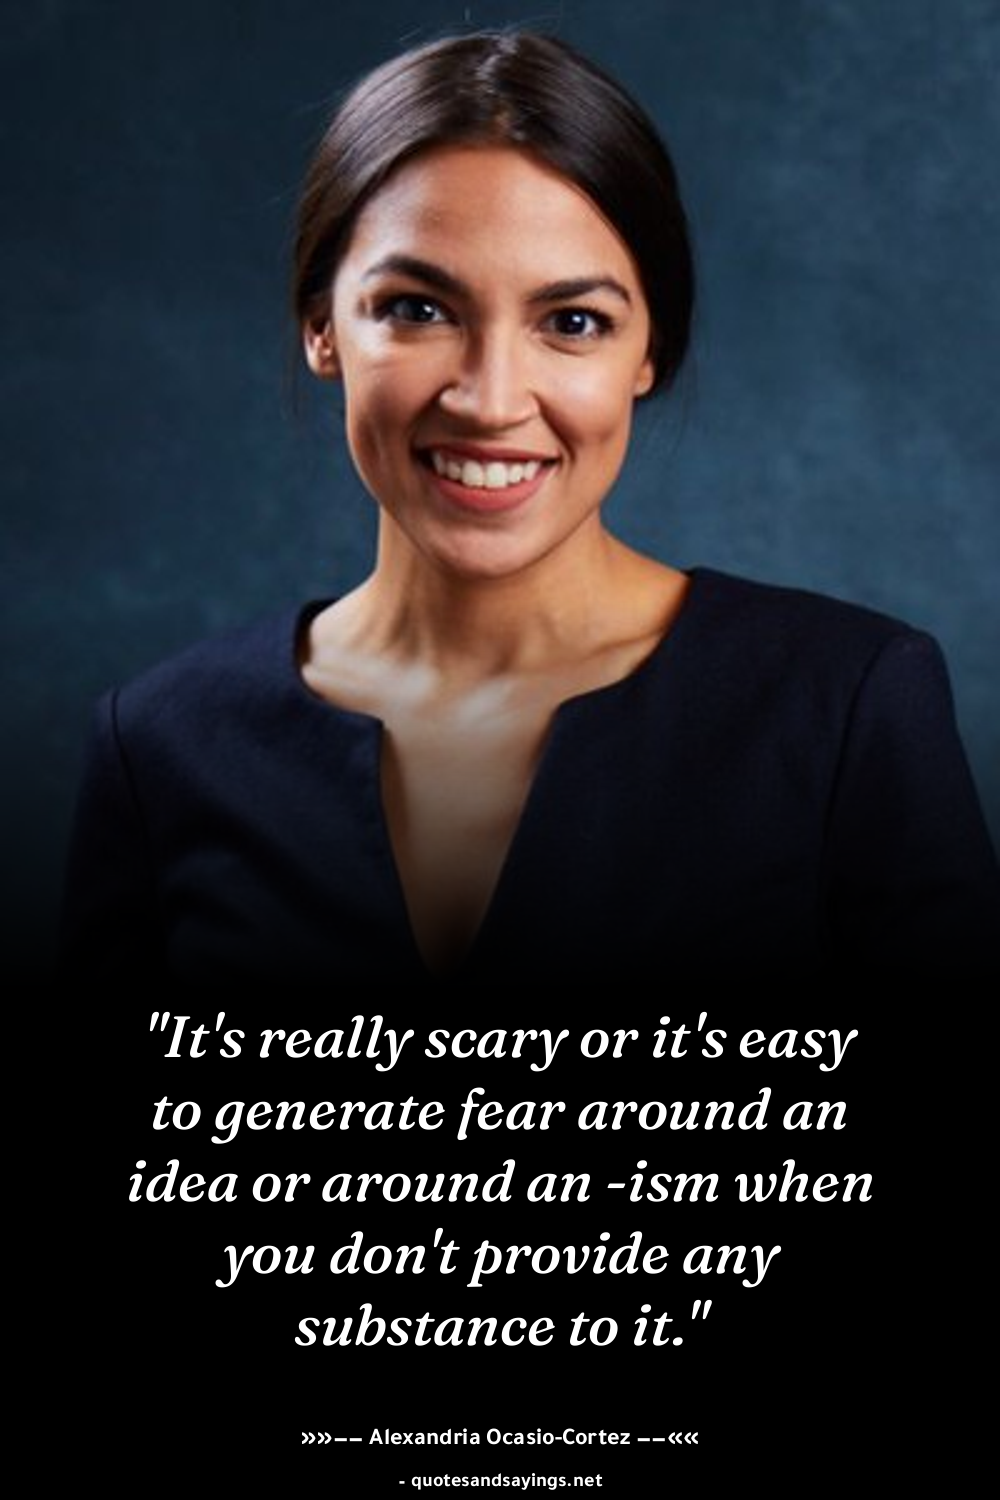 "It's really scary or it's easy
to generate fear around an
idea or around an -ism when
you don't provide any
substance to it."
»»−− Alexandria Ocasio-Cortez −−««
- quotesandsayings.net